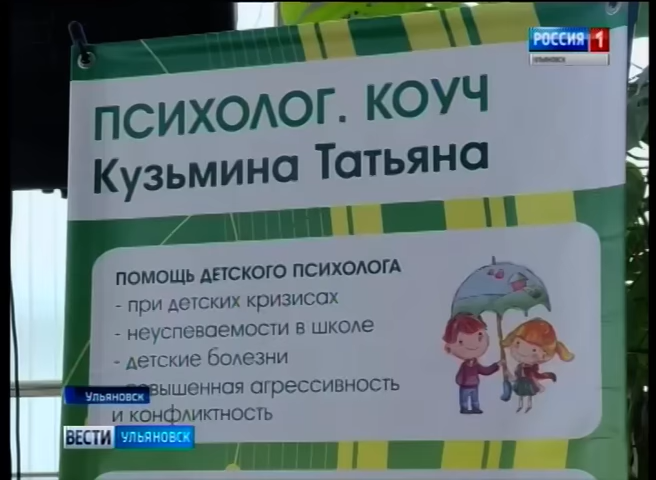 РОССИЯ 1
УЛЬЯНОВСК
ПСИХОЛОГ. КОУЧ
Кузьмина Татьяна
ПОМОЩЬ ДЕТСКОГО ПСИХОЛОГА
- при детских кризисах
- неуспеваемости в школе
- детские болезни
повышенная агрессивность
и конфликтность
Ульяновск
ВЕСТИ УЛЬЯНОВСК